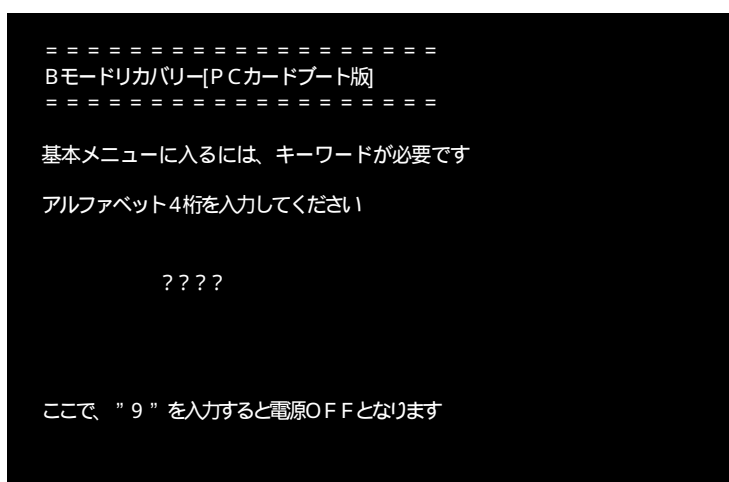 ＝＝＝＝＝＝＝＝＝＝＝＝＝＝＝＝＝＝＝
Ｂモードリカバリー[ＰＣカードブート版]
＝＝＝＝＝＝＝＝＝＝＝＝＝＝＝＝＝＝＝
基本メニューに入るには、キーワードが必要です
アルファベット４桁を入力してください
？？？？
ここで、”９”を入力すると電源ＯＦＦとなります